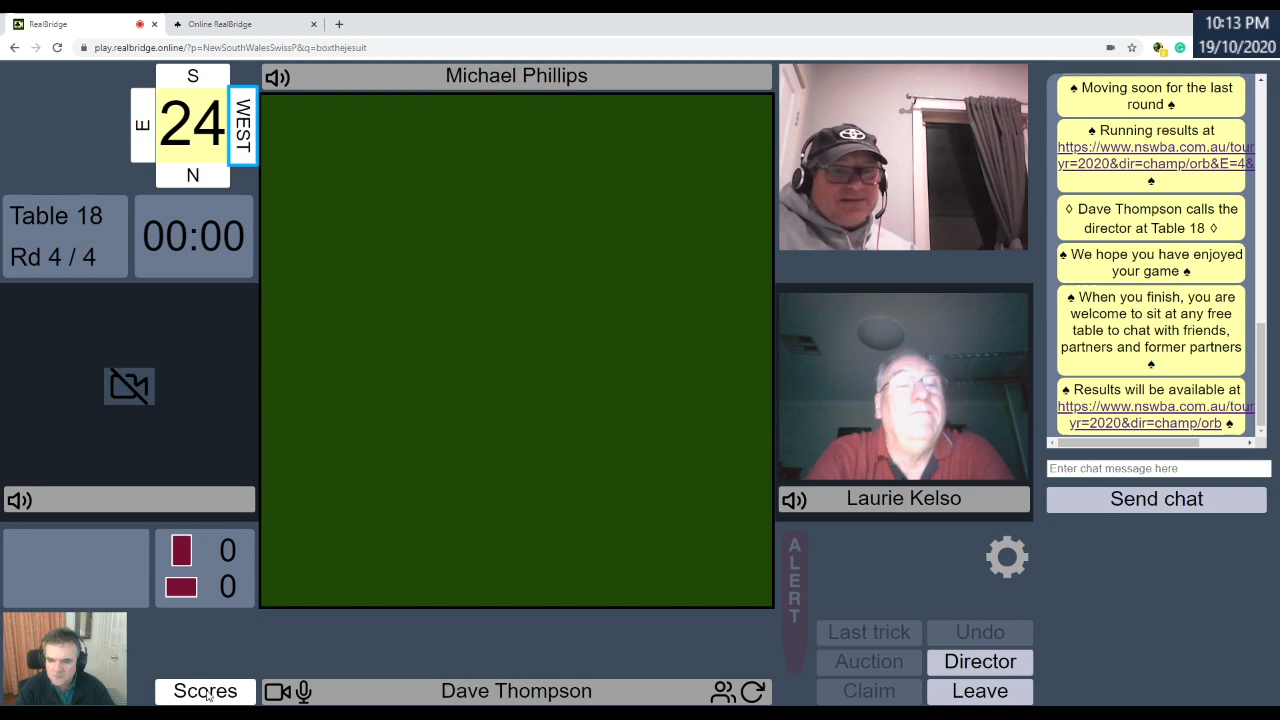 RealBridge
Online RealBridge
10:13 PM
19/10/2020
play.realbridge.online/?p=NewSouthWalesSwissP&q=boxthejesuit
S
E
24
WEST
N
Table 18
Rd 4 / 4
00:00
Michael Phillips
Laurie Kelso
0
0
ALERT
Last trick
Undo
Auction
Director
Claim
Leave
Scores
Dave Thompson
♠ Moving soon for the last
round ♠
♠ Running results at
https://www.nswba.com.au/tour
yr=2020&dir=champ/orb&E=4&
♠
♢ Dave Thompson calls the
director at Table 18 ♢
♠ We hope you have enjoyed
your game ♠
♠ When you finish, you are
welcome to sit at any free
table to chat with friends,
partners and former partners
♠
♠ Results will be available at
https://www.nswba.com.au/tour
yr=2020&dir=champ/orb ♠
Enter chat message here
Send chat